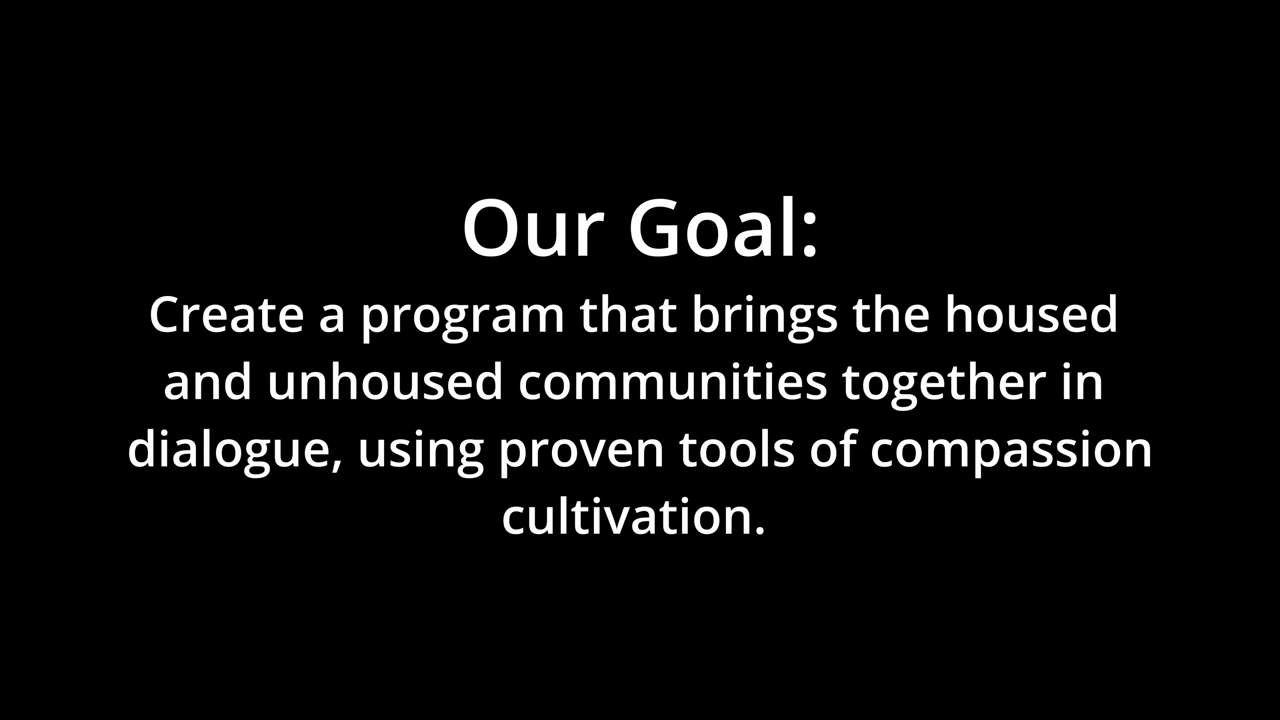 Our Goal:
Create a program that brings the housed
and unhoused communities together in
dialogue, using proven tools of compassion
cultivation.